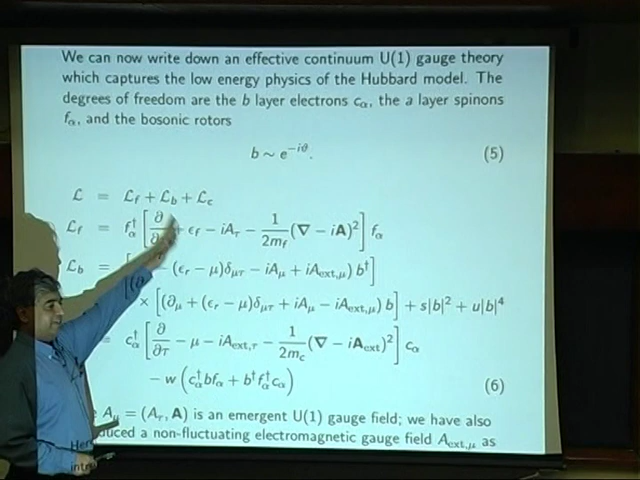 We can now write down an effective continuum U(1) gauge theory
which captures the low energy physics of the Hubbard model. The
degrees of freedom are the b layer electrons cα, the a layer spinons
fα, and the bosonic rotors
b ∼ e^{−iϑ}. (5)
ℒ = ℒf + ℒb + ℒc
ℒf = f†α [ ∂ + ϵf − iAτ − 1/2mf (∇ − iA)² ] fα
ℒb = − (ϵr − μ)δμτ − iAμ + iAext,μ) b† ]
× [(∂μ + (ϵr − μ)δμτ + iAμ − iAext,μ) b] + s|b|² + u|b|⁴
= c†α [ ∂/∂τ − μ − iAext,τ − 1/2mc (∇ − iAext)² ] cα
− w (c†α b fα + b† f†α cα) (6)
Aμ = (Aτ, A) is an emergent U(1) gauge field; we have also
a non-fluctuating electromagnetic gauge field Aext,μ as